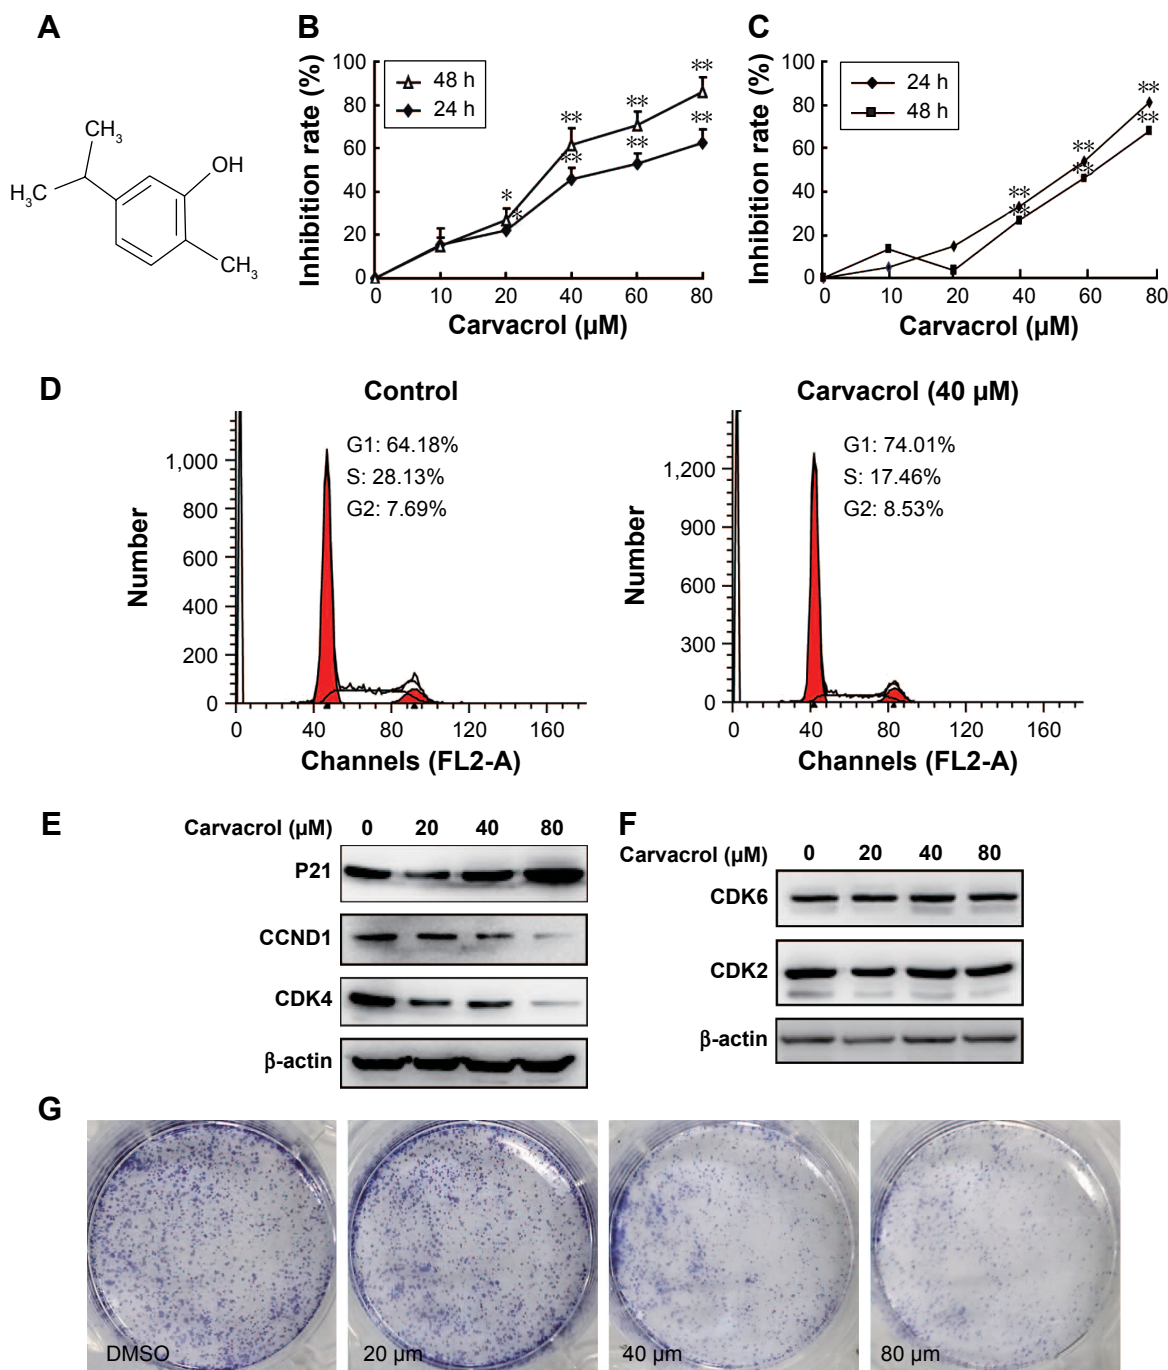 A
CH₃
H₃C
OH
CH₃
B
Inhibition rate (%)
100
80
60
40
20
0
48 h
24 h
**
**
**
**
**
**
*
*
0 10 20 40 60 80
Carvacrol (µM)
C
Inhibition rate (%)
100
80
60
40
20
0
24 h
48 h
**
**
**
**
**
**
0 10 20 40 60 80
Carvacrol (µM)
D
Control
Number
1,000
800
600
400
200
0
G1: 64.18%
S: 28.13%
G2: 7.69%
0 40 80 120 160
Channels (FL2-A)
Carvacrol (40 µM)
Number
1,200
900
600
300
0
G1: 74.01%
S: 17.46%
G2: 8.53%
0 40 80 120 160
Channels (FL2-A)
E
Carvacrol (µM) 0 20 40 80
P21
CCND1
CDK4
β-actin
F
Carvacrol (µM) 0 20 40 80
CDK6
CDK2
β-actin
G
DMSO
20 µm
40 µm
80 µm